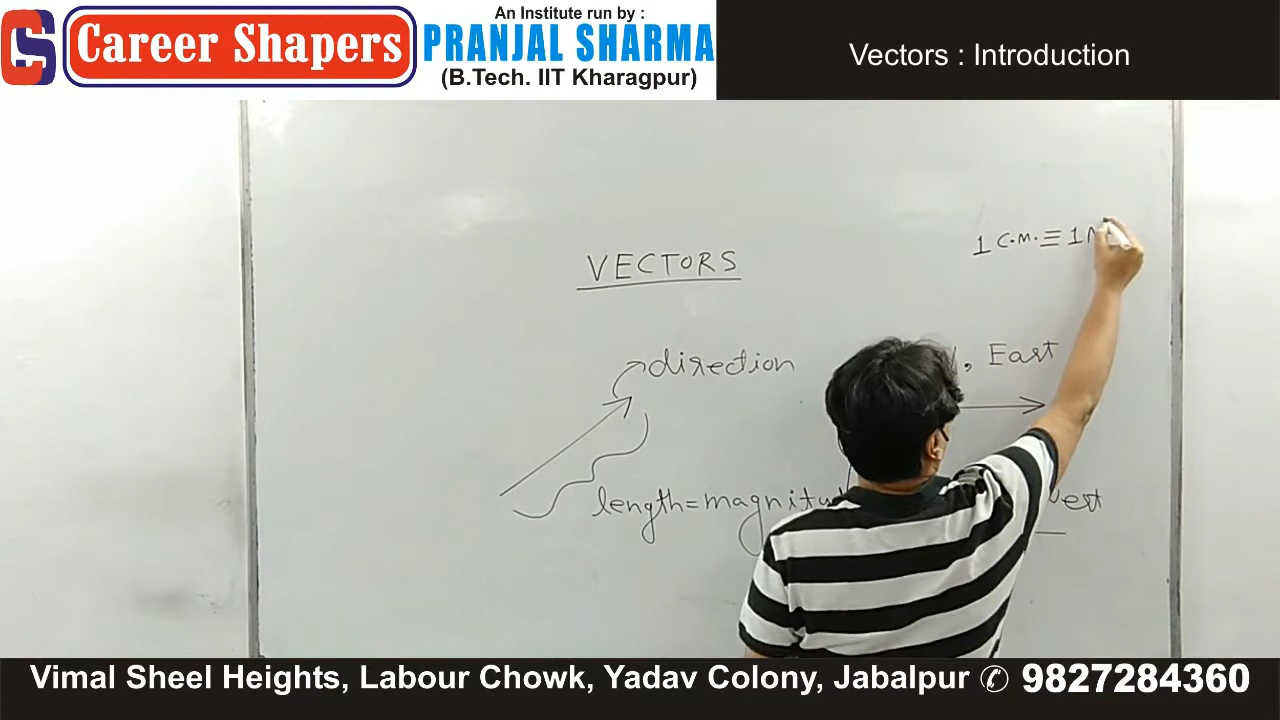 An Institute run by :
Career Shapers
PRANJAL SHARMA
(B.Tech. IIT Kharagpur)
Vectors : Introduction
1 C.M. ≡ 1 N
VECTORS
direction
, East
length = magnitu
Vimal Sheel Heights, Labour Chowk, Yadav Colony, Jabalpur ✆ 9827284360